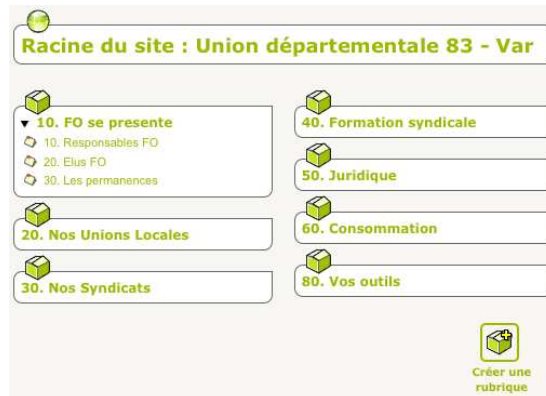 Racine du site : Union départementale 83 - Var
10. FO se presente
10. Responsables FO
20. Elus FO
30. Les permanences
20. Nos Unions Locales
30. Nos Syndicats
40. Formation syndicale
50. Juridique
60. Consommation
80. Vos outils
Créer une
rubrique